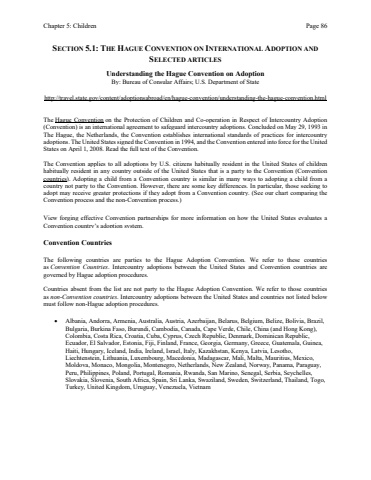 Chapter 5: Children Page 86
SECTION 5.1: THE HAGUE CONVENTION ON INTERNATIONAL ADOPTION AND
SELECTED ARTICLES
Understanding the Hague Convention on Adoption
By: Bureau of Consular Affairs; U.S. Department of State
http://travel.state.gov/content/adoptionsabroad/en/hague-convention/understanding-the-hague-convention.html
The Hague Convention on the Protection of Children and Co-operation in Respect of Intercountry Adoption
(Convention) is an international agreement to safeguard intercountry adoptions. Concluded on May 29, 1993 in
The Hague, the Netherlands, the Convention establishes international standards of practices for intercountry
adoptions. The United States signed the Convention in 1994, and the Convention entered into force for the United
States on April 1, 2008. Read the full text of the Convention.
The Convention applies to all adoptions by U.S. citizens habitually resident in the United States of children
habitually resident in any country outside of the United States that is a party to the Convention (Convention
countries). Adopting a child from a Convention country is similar in many ways to adopting a child from a
country not party to the Convention. However, there are some key differences. In particular, those seeking to
adopt may receive greater protections if they adopt from a Convention country. (See our chart comparing the
Convention process and the non-Convention process.)
View forging effective Convention partnerships for more information on how the United States evaluates a
Convention country's adoption system.
Convention Countries
The following countries are parties to the Hague Adoption Convention. We refer to those countries
as Convention Countries. Intercountry adoptions between the United States and Convention countries are
governed by Hague adoption procedures.
Countries absent from the list are not party to the Hague Adoption Convention. We refer to those countries
as non-Convention countries. Intercountry adoptions between the United States and countries not listed below
must follow non-Hague adoption procedures.
• Albania, Andorra, Armenia, Australia, Austria, Azerbaijan, Belarus, Belgium, Belize, Bolivia, Brazil,
Bulgaria, Burkina Faso, Burundi, Cambodia, Canada, Cape Verde, Chile, China (and Hong Kong),
Colombia, Costa Rica, Croatia, Cuba, Cyprus, Czech Republic, Denmark, Dominican Republic,
Ecuador, El Salvador, Estonia, Fiji, Finland, France, Georgia, Germany, Greece, Guatemala, Guinea,
Haiti, Hungary, Iceland, India, Ireland, Israel, Italy, Kazakhstan, Kenya, Latvia, Lesotho,
Liechtenstein, Lithuania, Luxembourg, Macedonia, Madagascar, Mali, Malta, Mauritius, Mexico,
Moldova, Monaco, Mongolia, Montenegro, Netherlands, New Zealand, Norway, Panama, Paraguay,
Peru, Philippines, Poland, Portugal, Romania, Rwanda, San Marino, Senegal, Serbia, Seychelles,
Slovakia, Slovenia, South Africa, Spain, Sri Lanka, Swaziland, Sweden, Switzerland, Thailand, Togo,
Turkey, United Kingdom, Uruguay, Venezuela, Vietnam